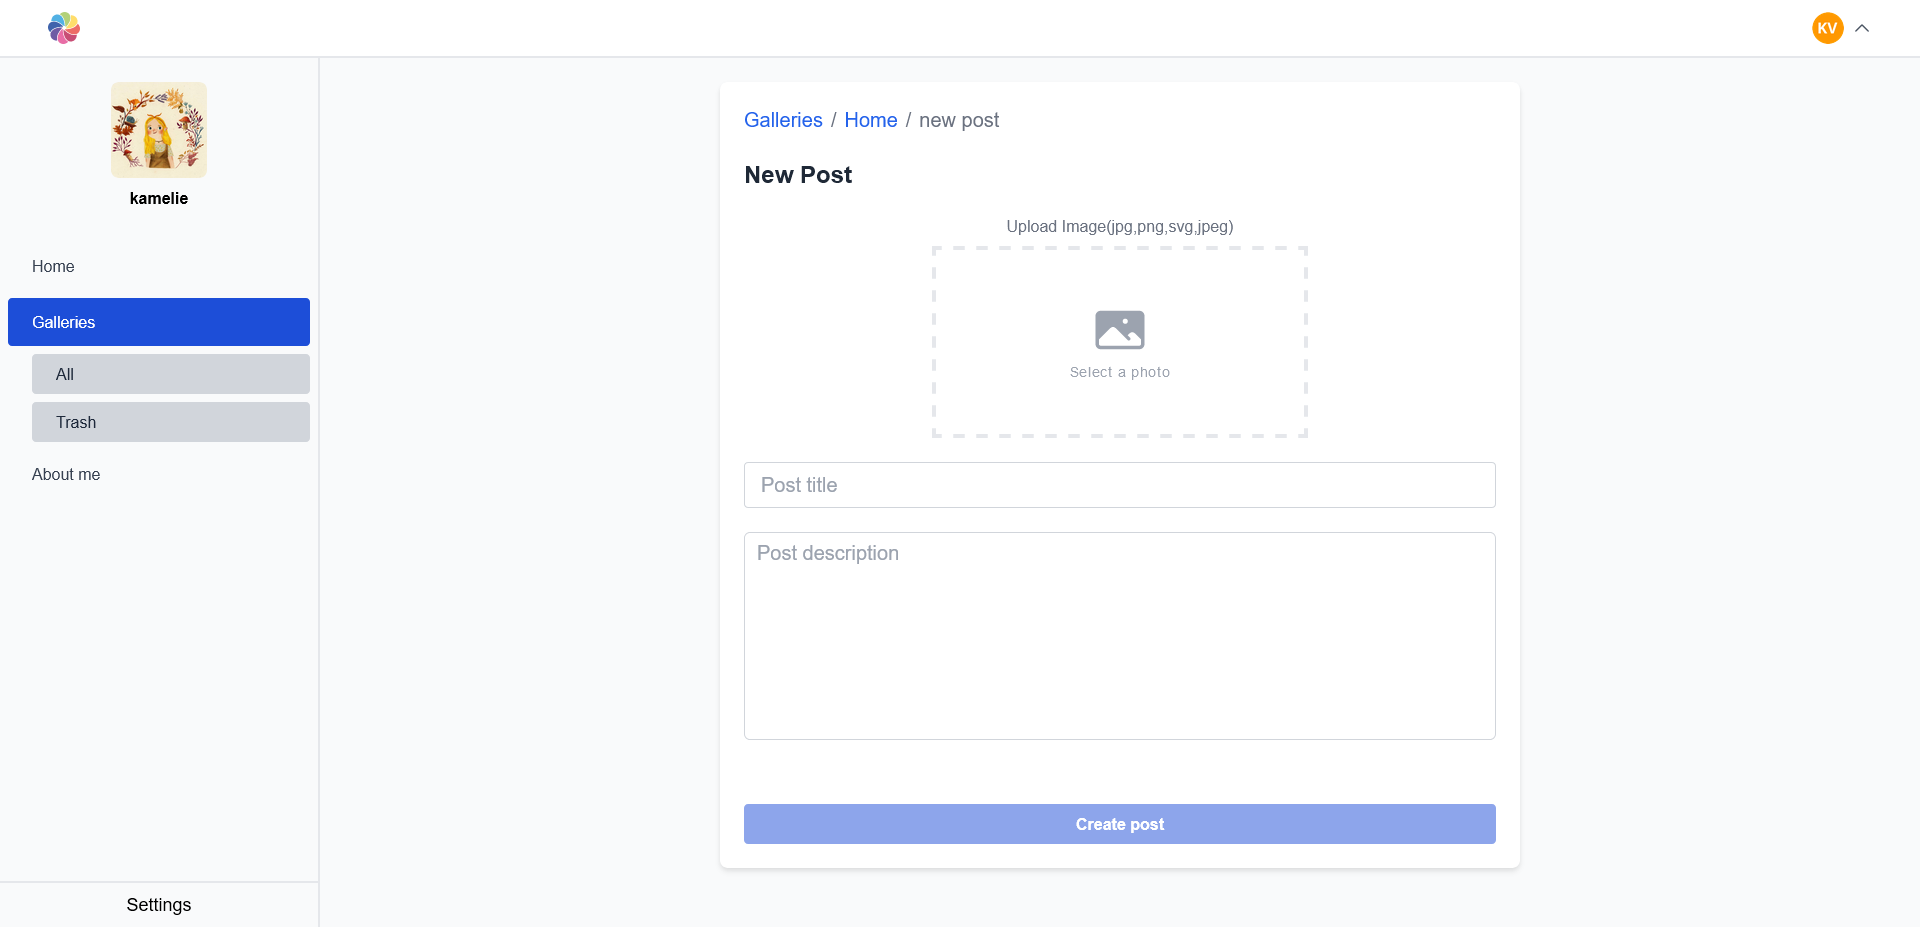 KV
kamelie
Home
Galleries
All
Trash
About me
Settings
Galleries / Home / new post
New Post
Upload Image(jpg,png,svg,jpeg)
Select a photo
Post title
Post description
Create post